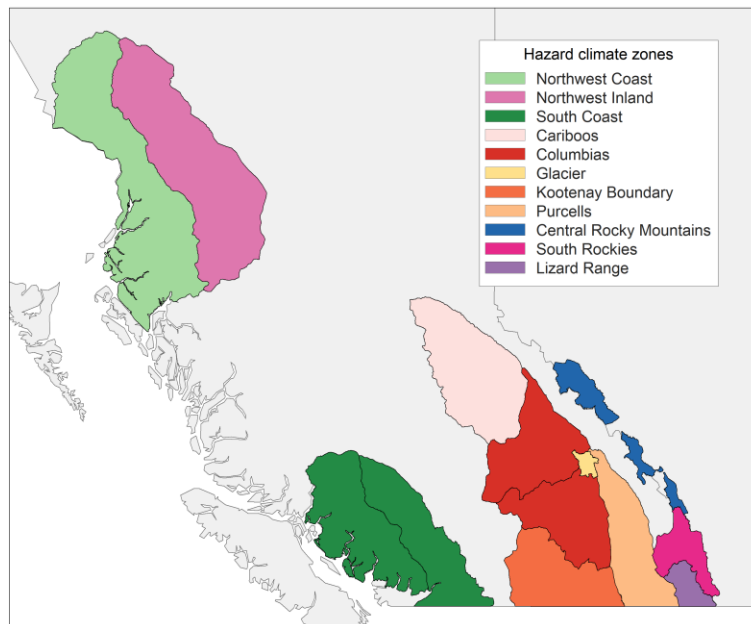 Hazard climate zones
Northwest Coast
Northwest Inland
South Coast
Cariboos
Columbias
Glacier
Kootenay Boundary
Purcells
Central Rocky Mountains
South Rockies
Lizard Range